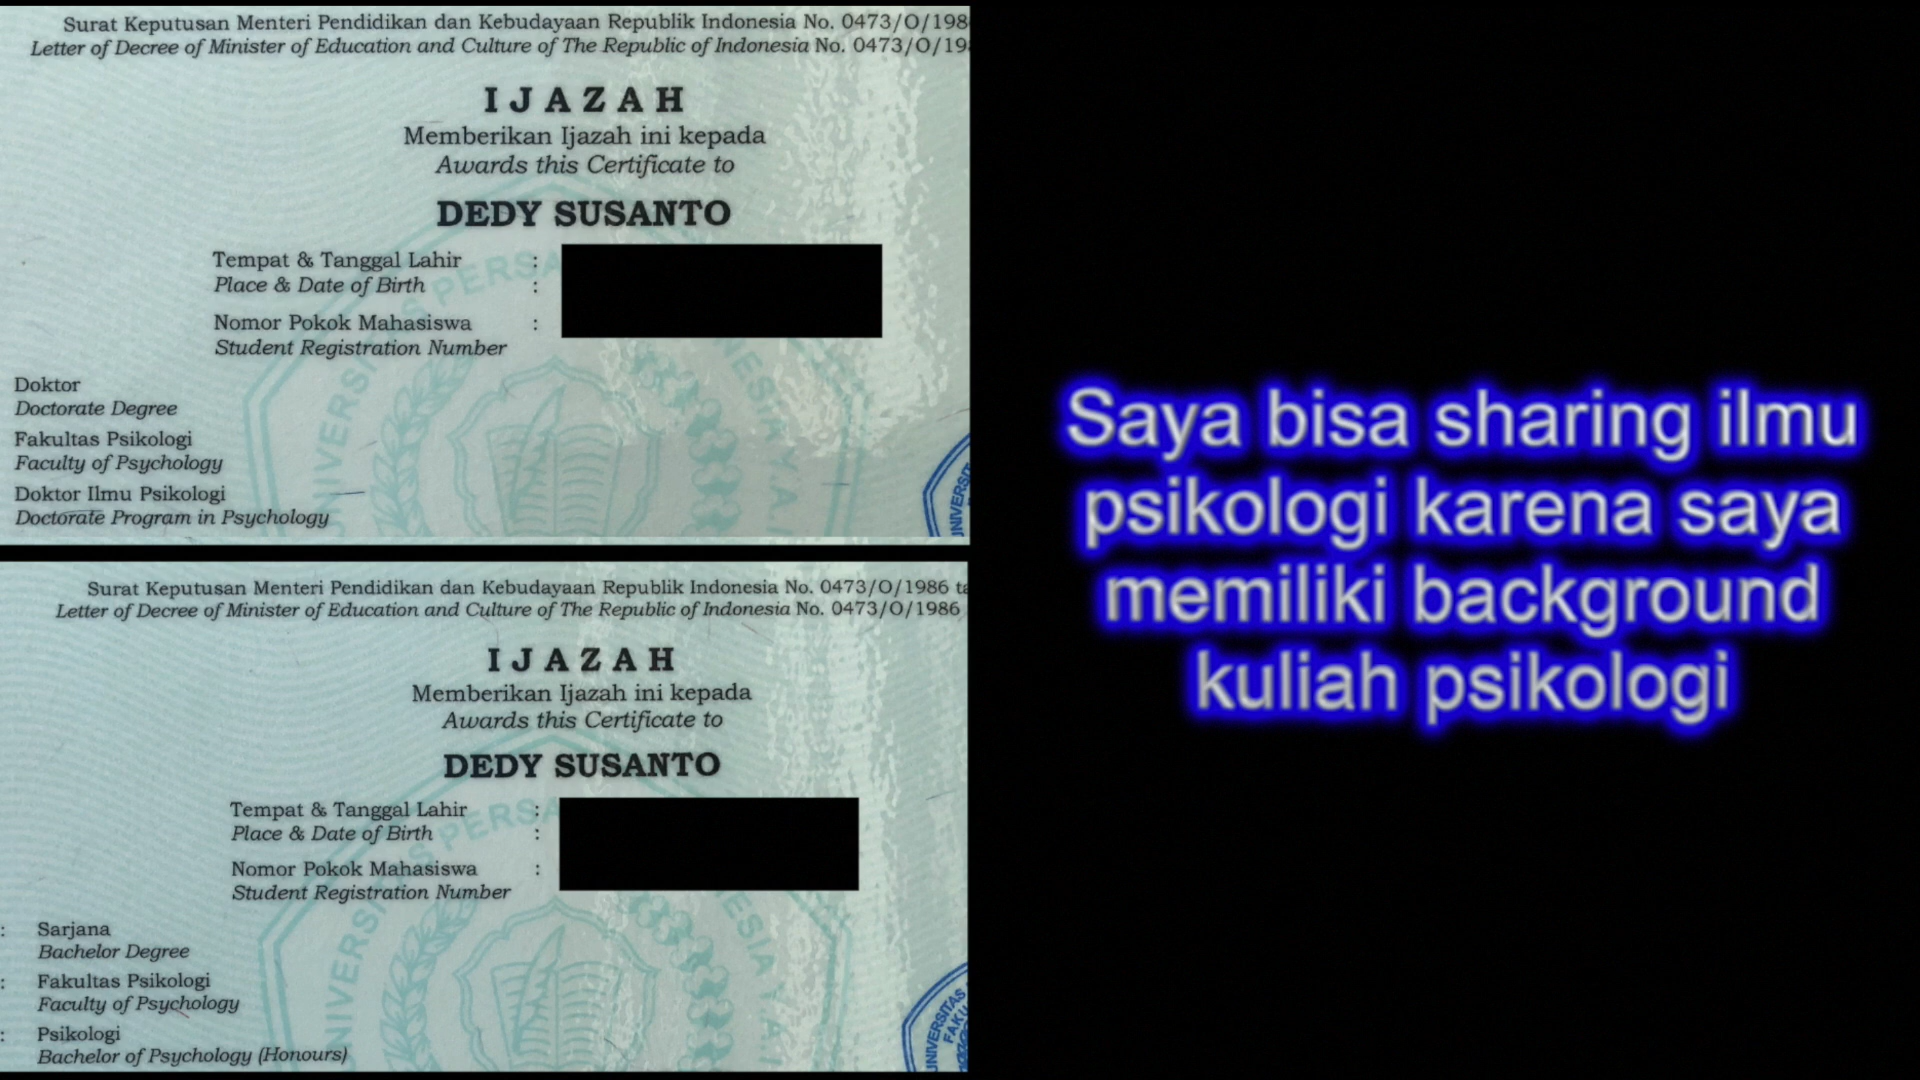 Surat Keputusan Menteri Pendidikan dan Kebudayaan Republik Indonesia No. 0473/O/198
Letter of Decree of Minister of Education and Culture of The Republic of Indonesia No. 0473/O/19
IJAZAH
Memberikan Ijazah ini kepada
Awards this Certificate to
DEDY SUSANTO
Tempat & Tanggal Lahir :
Place & Date of Birth :
Nomor Pokok Mahasiswa :
Student Registration Number
Doktor
Doctorate Degree
Fakultas Psikologi
Faculty of Psychology
Doktor Ilmu Psikologi
Doctorate Program in Psychology
Surat Keputusan Menteri Pendidikan dan Kebudayaan Republik Indonesia No. 0473/O/1986 ta
Letter of Decree of Minister of Education and Culture of The Republic of Indonesia No. 0473/O/1986
IJAZAH
Memberikan Ijazah ini kepada
Awards this Certificate to
DEDY SUSANTO
Tempat & Tanggal Lahir :
Place & Date of Birth :
Nomor Pokok Mahasiswa :
Student Registration Number
: Sarjana
Bachelor Degree
: Fakultas Psikologi
Faculty of Psychology
: Psikologi
Bachelor of Psychology (Honours)
Saya bisa sharing ilmu
psikologi karena saya
memiliki background
kuliah psikologi